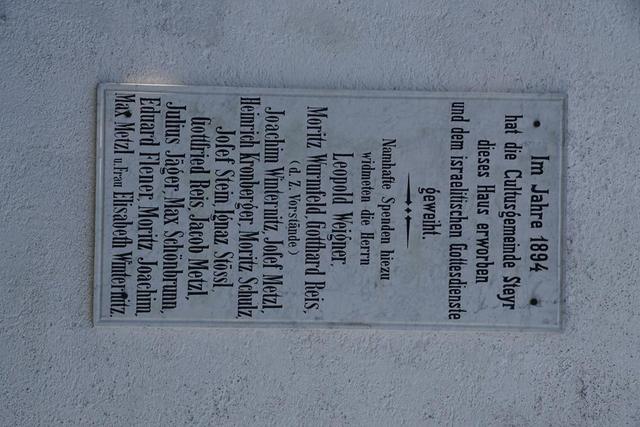 Im Jahre 1894
hat die Cultusgemeinde Steyr
dieses Haus erworben
und dem israelitischen Gottesdienste
geweiht.
Namhafte Spenden hiezu
widmeten die Herrn
Leopold Weigner,
Moritz Wurmfeld, Gotthard Reis,
(d. Z. Vorstände)
Joachim Winternitz, Josef Metzl,
Heinrich Kronberger, Moritz Schulz,
Josef Stein, Ignaz Stössl,
Gottfried Reis, Jacob Metzl,
Julius Jäger, Max Schönbrunn,
Eduard Flener, Moritz Joachim,
Max Metzl u. Frau Elisabeth Winternitz.